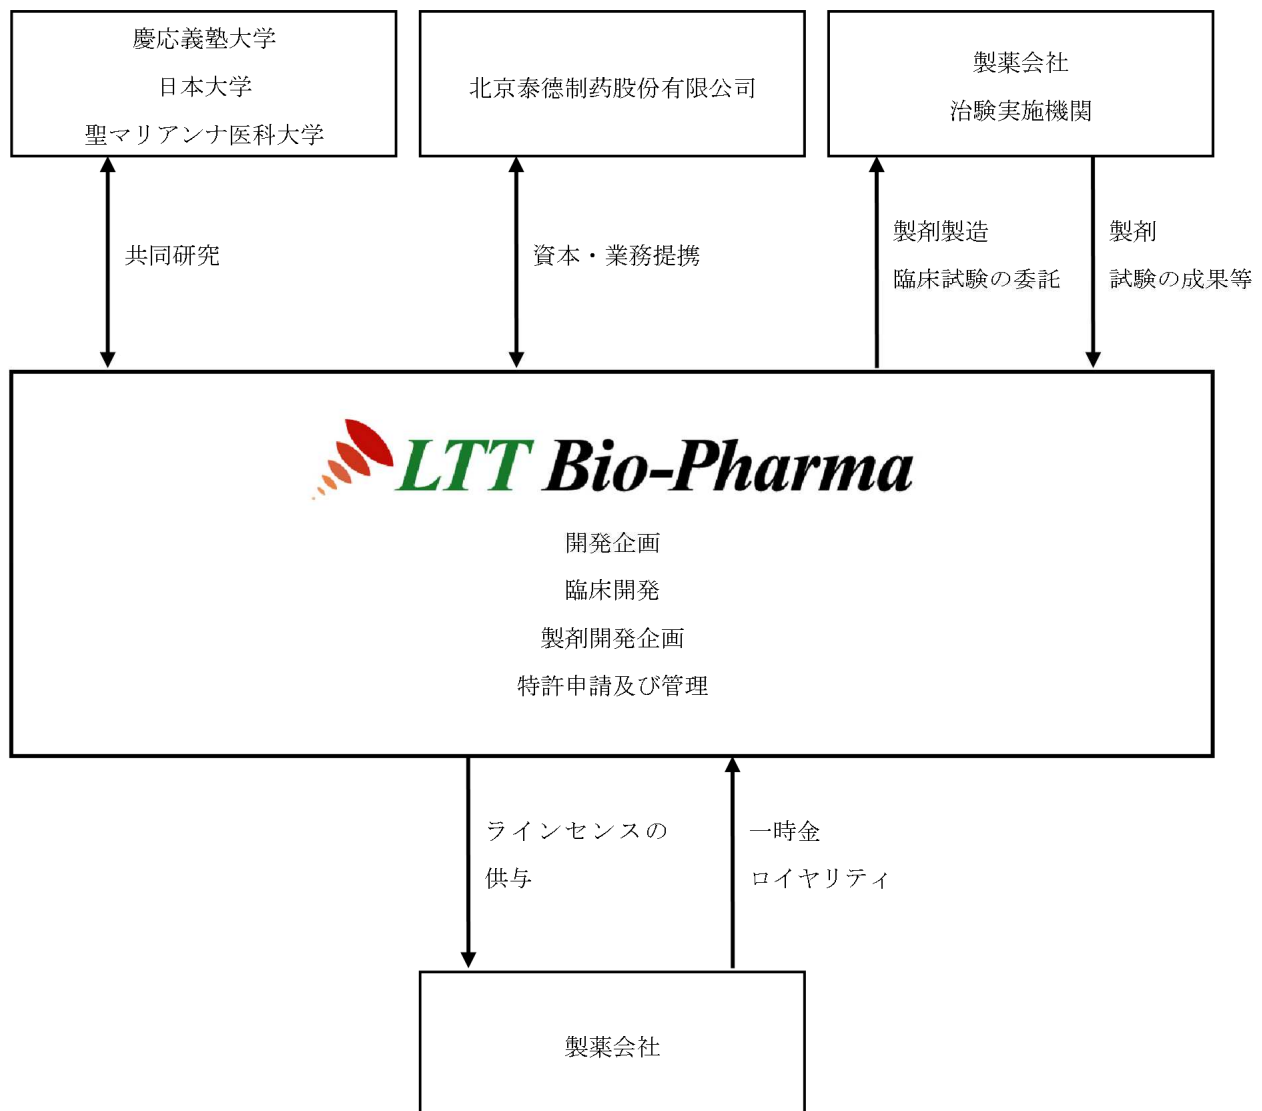 慶応義塾大学
日本大学
聖マリアンナ医科大学
北京泰德制药股份有限公司
製薬会社
治験実施機関
共同研究
資本・業務提携
製剤製造
臨床試験の委託
製剤
試験の成果等
LTT Bio-Pharma
開発企画
臨床開発
製剤開発企画
特許申請及び管理
ラインセンスの
供与
一時金
ロイヤリティ
製薬会社